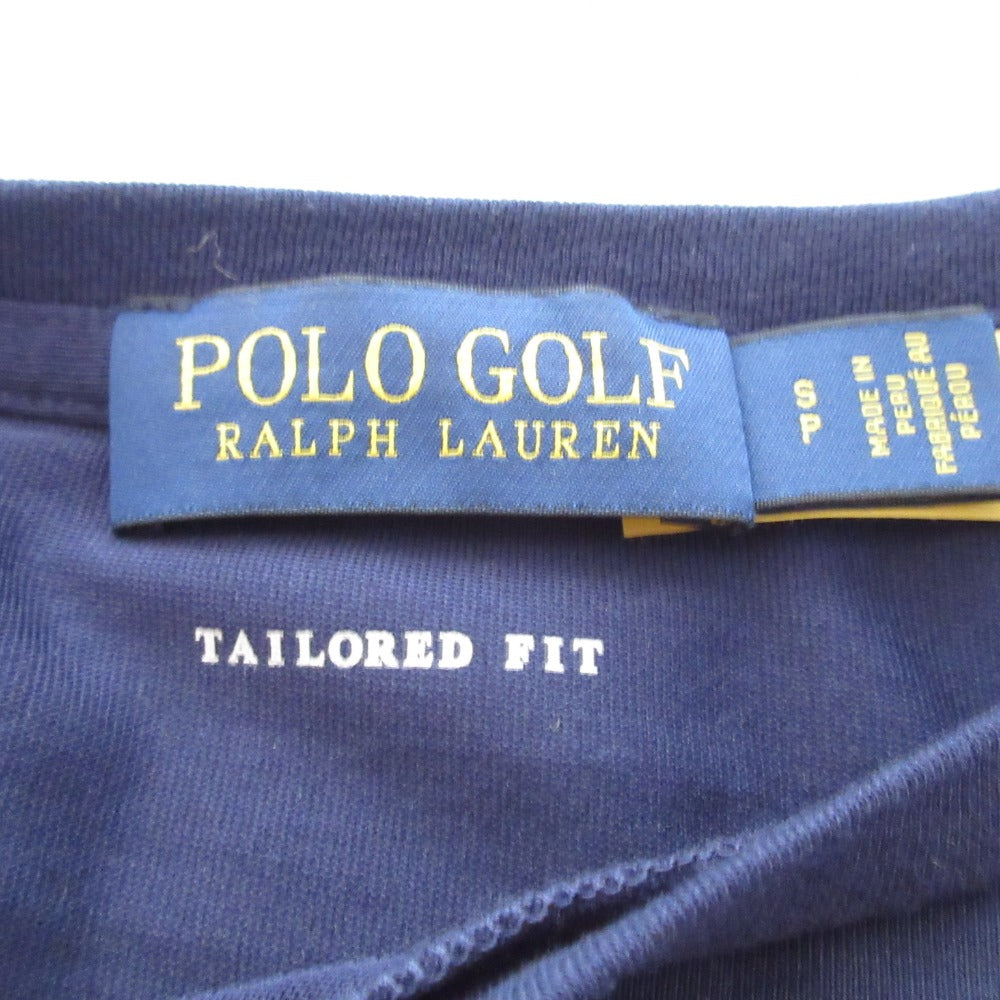 POLO GOLF
RALPH LAUREN
S
P
MADE IN
PERU
FABRIQUÉ AU
PÉROU
TAILORED FIT